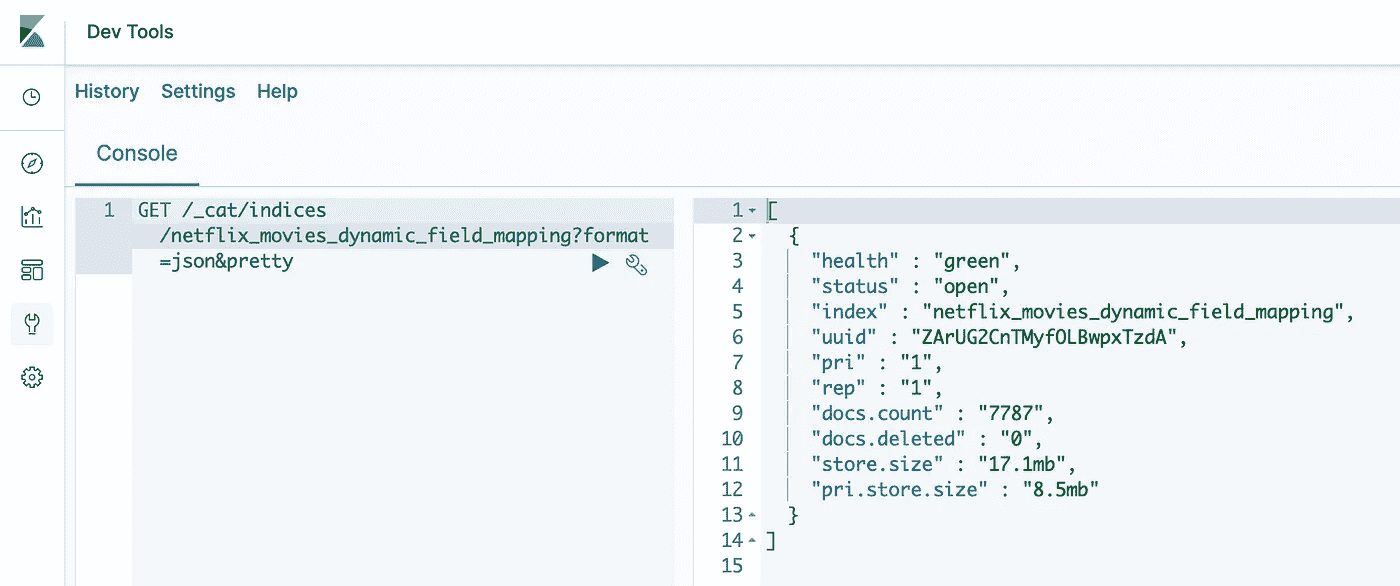 Dev Tools
History Settings Help
Console
1 GET /_cat/indices
/netflix_movies_dynamic_field_mapping?format
=json&pretty
1 [
2 {
3 "health" : "green",
4 "status" : "open",
5 "index" : "netflix_movies_dynamic_field_mapping",
6 "uuid" : "ZArUG2CnTMyfOLBwpxTzdA",
7 "pri" : "1",
8 "rep" : "1",
9 "docs.count" : "7787",
10 "docs.deleted" : "0",
11 "store.size" : "17.1mb",
12 "pri.store.size" : "8.5mb"
13 }
14 ]
15